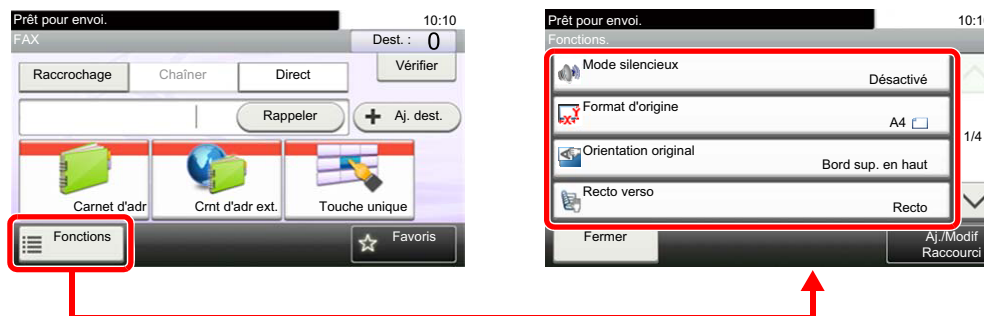 Prêt pour envoi.
10:10
FAX
Dest. : 0
Raccrochage
Chaîner
Direct
Vérifier
Rappeler
Aj. dest.
Carnet d'adr
Crnt d'adr ext.
Touche unique
Fonctions
Favoris
Prêt pour envoi.
10:10
Fonctions.
Mode silencieux
Désactivé
Format d'origine
A4
1/4
Orientation original
Bord sup. en haut
Recto verso
Recto
Fermer
Aj./Modif
Raccourci